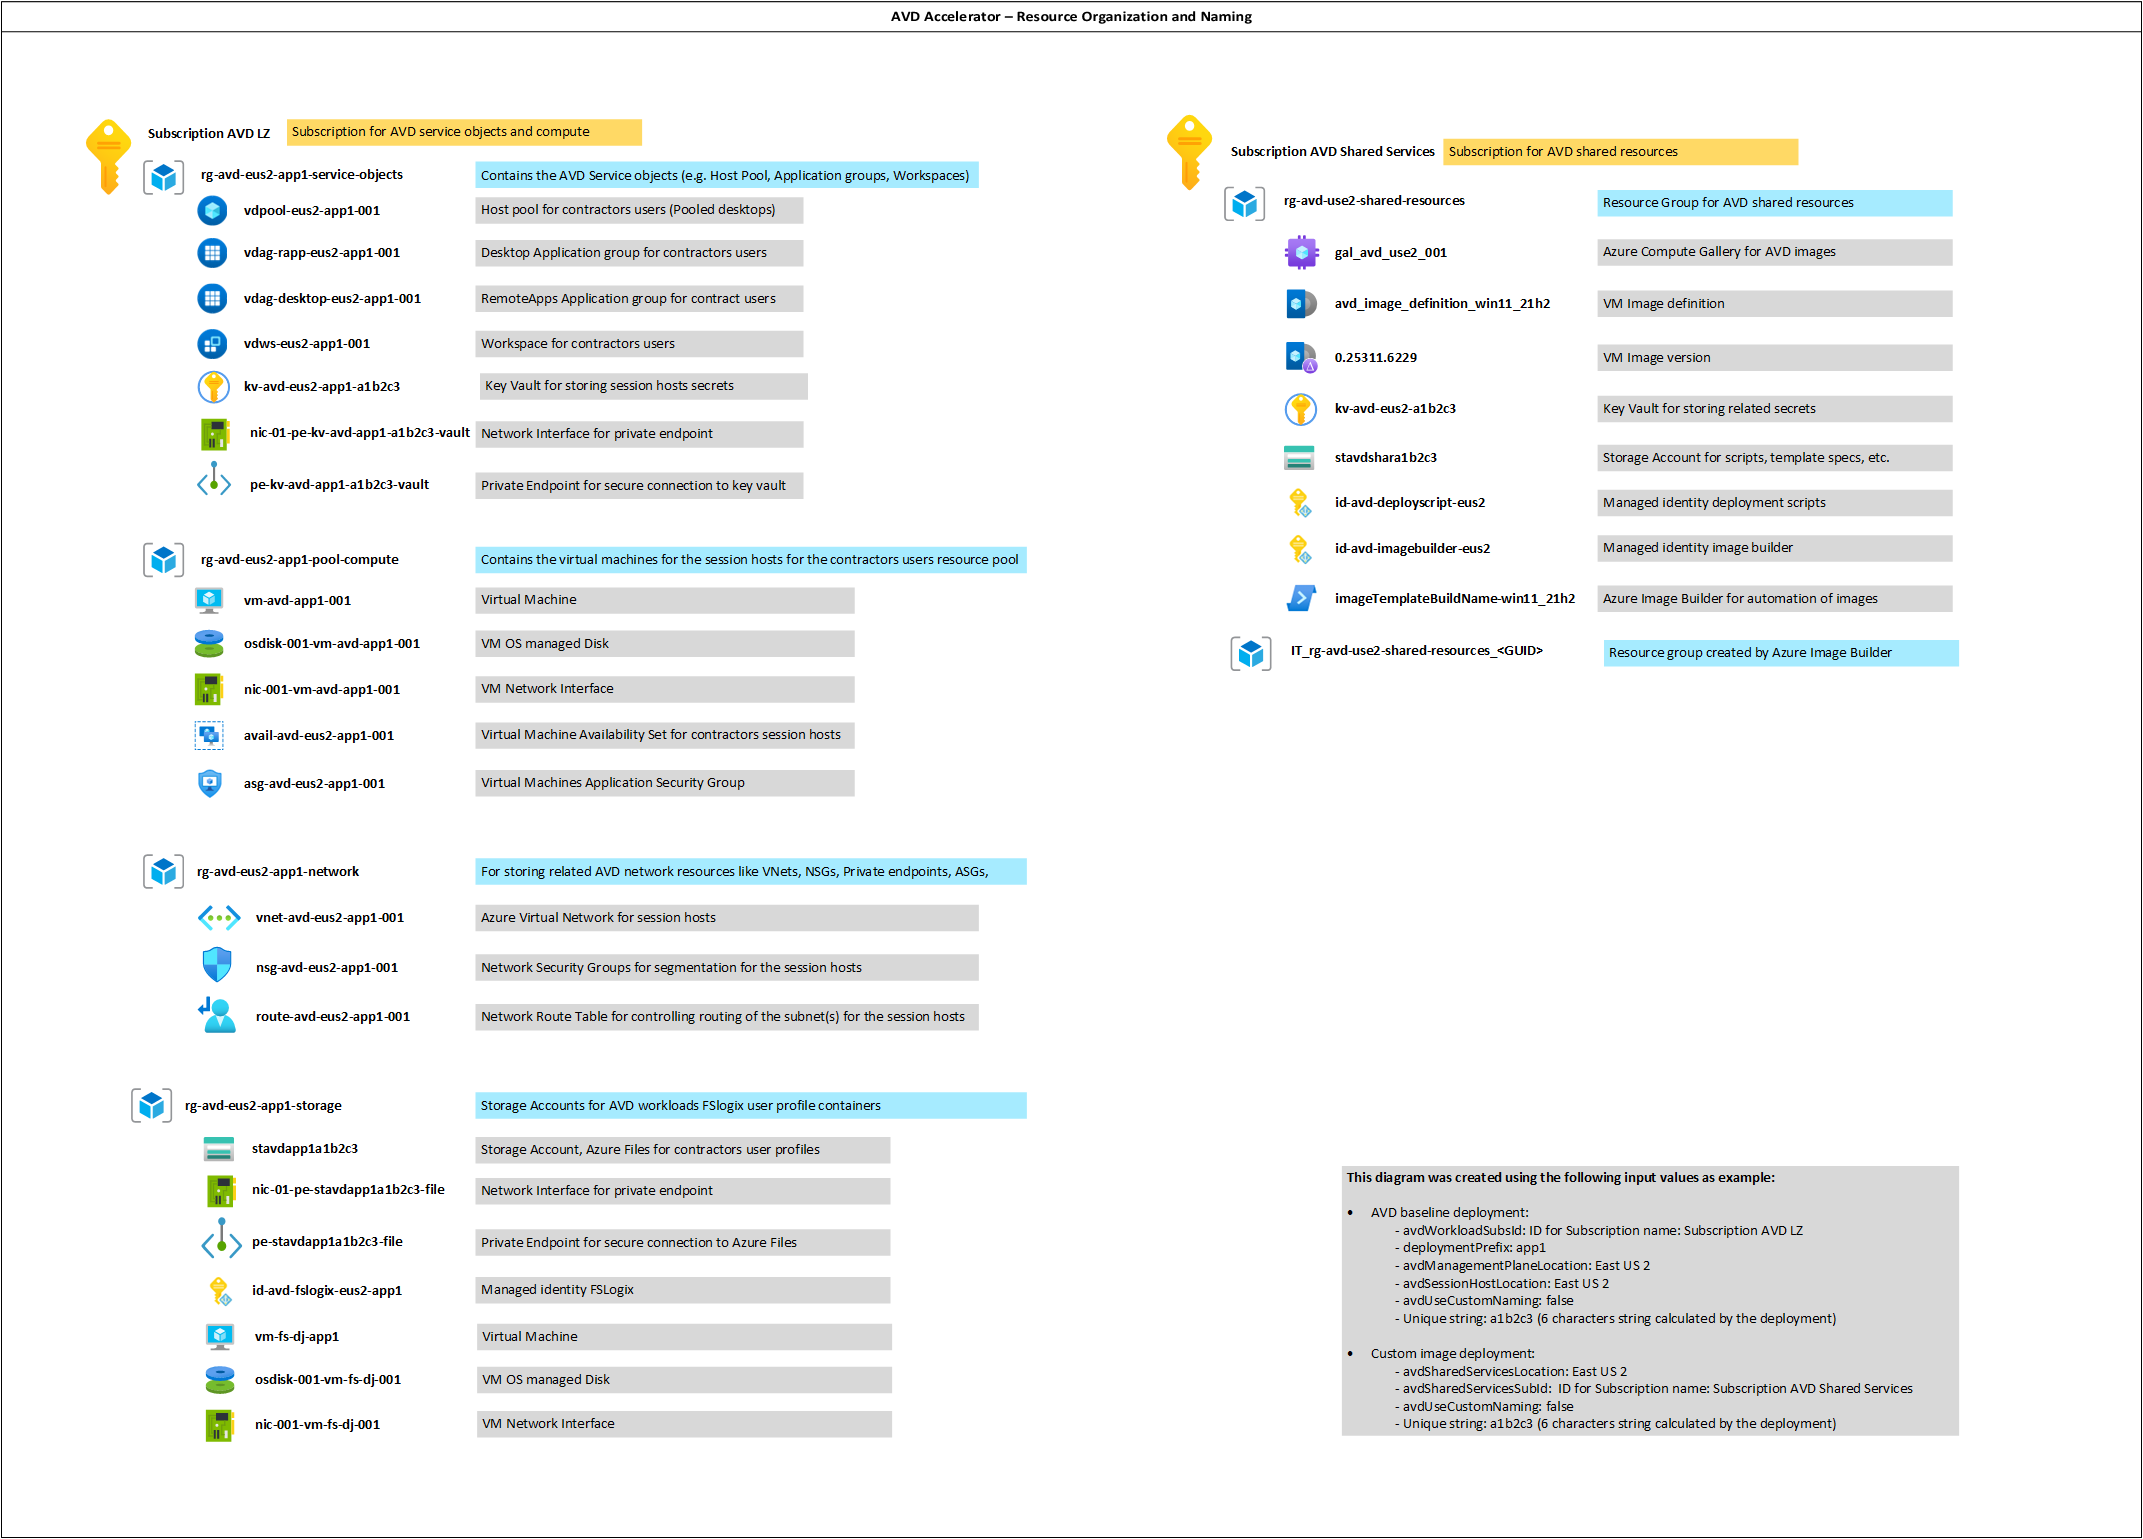 AVD Accelerator – Resource Organization and Naming
Subscription AVD LZ
Subscription for AVD service objects and compute
rg-avd-eus2-app1-service-objects
Contains the AVD Service objects (e.g. Host Pool, Application groups, Workspaces)
vdpool-eus2-app1-001
Host pool for contractors users (Pooled desktops)
vdag-rapp-eus2-app1-001
Desktop Application group for contractors users
vdag-desktop-eus2-app1-001
RemoteApps Application group for contract users
vdws-eus2-app1-001
Workspace for contractors users
kv-avd-eus2-app1-a1b2c3
Key Vault for storing session hosts secrets
nic-01-pe-kv-avd-app1-a1b2c3-vault
Network Interface for private endpoint
pe-kv-avd-app1-a1b2c3-vault
Private Endpoint for secure connection to key vault
rg-avd-eus2-app1-pool-compute
Contains the virtual machines for the session hosts for the contractors users resource pool
vm-avd-app1-001
Virtual Machine
osdisk-001-vm-avd-app1-001
VM OS managed Disk
nic-001-vm-avd-app1-001
VM Network Interface
avail-avd-eus2-app1-001
Virtual Machine Availability Set for contractors session hosts
asg-avd-eus2-app1-001
Virtual Machines Application Security Group
rg-avd-eus2-app1-network
For storing related AVD network resources like VNets, NSGs, Private endpoints, ASGs,
vnet-avd-eus2-app1-001
Azure Virtual Network for session hosts
nsg-avd-eus2-app1-001
Network Security Groups for segmentation for the session hosts
route-avd-eus2-app1-001
Network Route Table for controlling routing of the subnet(s) for the session hosts
rg-avd-eus2-app1-storage
Storage Accounts for AVD workloads FSlogix user profile containers
stavdapp1a1b2c3
Storage Account, Azure Files for contractors user profiles
nic-01-pe-stavdapp1a1b2c3-file
Network Interface for private endpoint
pe-stavdapp1a1b2c3-file
Private Endpoint for secure connection to Azure Files
id-avd-fslogix-eus2-app1
Managed identity FSLogix
vm-fs-dj-app1
Virtual Machine
osdisk-001-vm-fs-dj-001
VM OS managed Disk
nic-001-vm-fs-dj-001
VM Network Interface
Subscription AVD Shared Services
Subscription for AVD shared resources
rg-avd-use2-shared-resources
Resource Group for AVD shared resources
gal_avd_use2_001
Azure Compute Gallery for AVD images
avd_image_definition_win11_21h2
VM Image definition
0.25311.6229
VM Image version
kv-avd-eus2-a1b2c3
Key Vault for storing related secrets
stavdshara1b2c3
Storage Account for scripts, template specs, etc.
id-avd-deployscript-eus2
Managed identity deployment scripts
id-avd-imagebuilder-eus2
Managed identity image builder
imageTemplateBuildName-win11_21h2
Azure Image Builder for automation of images
IT_rg-avd-use2-shared-resources_<GUID>
Resource group created by Azure Image Builder
This diagram was created using the following input values as example:
• AVD baseline deployment:
- avdWorkloadSubsId: ID for Subscription name: Subscription AVD LZ
- deploymentPrefix: app1
- avdManagementPlaneLocation: East US 2
- avdSessionHostLocation: East US 2
- avdUseCustomNaming: false
- Unique string: a1b2c3 (6 characters string calculated by the deployment)
• Custom image deployment:
- avdSharedServicesLocation: East US 2
- avdSharedServicesSubId: ID for Subscription name: Subscription AVD Shared Services
- avdUseCustomNaming: false
- Unique string: a1b2c3 (6 characters string calculated by the deployment)